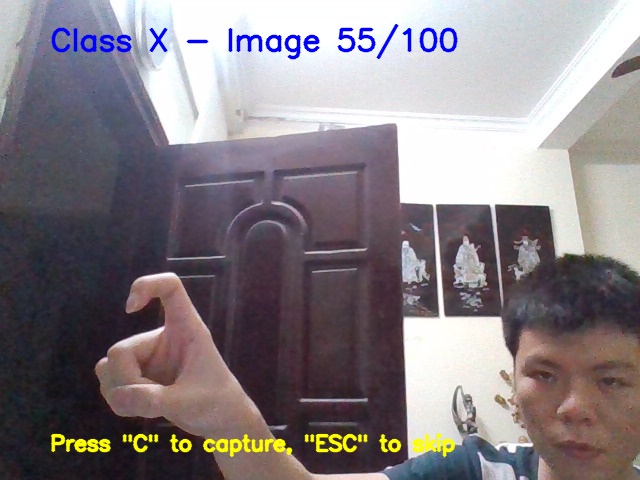 Class X - Image 55/100
Press "C" to capture, "ESC" to skip